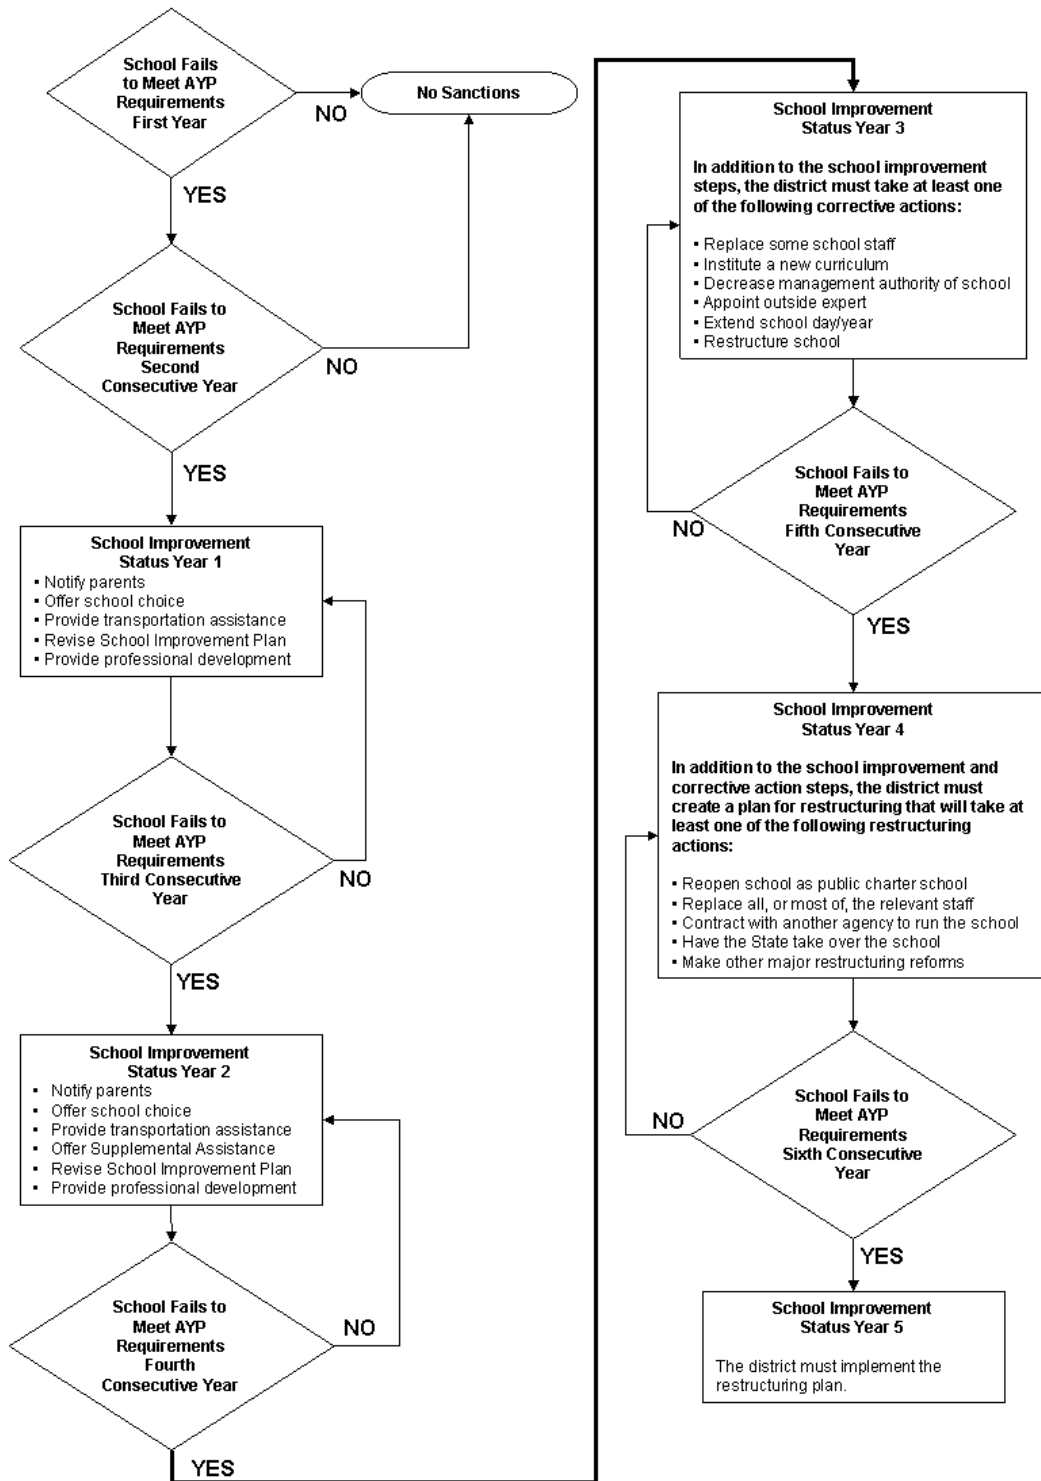 School Fails
to Meet AYP
Requirements
First Year
NO
No Sanctions
YES
School Fails to
Meet AYP
Requirements
Second
Consecutive Year
NO
YES
School Improvement
Status Year 1
▪ Notify parents
▪ Offer school choice
▪ Provide transportation assistance
▪ Revise School Improvement Plan
▪ Provide professional development
School Fails to
Meet AYP
Requirements
Third Consecutive
Year
NO
YES
School Improvement
Status Year 2
▪ Notify parents
▪ Offer school choice
▪ Provide transportation assistance
▪ Offer Supplemental Assistance
▪ Revise School Improvement Plan
▪ Provide professional development
School Fails to
Meet AYP
Requirements
Fourth
Consecutive Year
NO
YES
School Improvement
Status Year 3
In addition to the school improvement
steps, the district must take at least one
of the following corrective actions:
▪ Replace some school staff
▪ Institute a new curriculum
▪ Decrease management authority of school
▪ Appoint outside expert
▪ Extend school day/year
▪ Restructure school
School Fails to
Meet AYP
Requirements
Fifth Consecutive
Year
NO
YES
School Improvement
Status Year 4
In addition to the school improvement and
corrective action steps, the district must
create a plan for restructuring that will take at
least one of the following restructuring
actions:
▪ Reopen school as public charter school
▪ Replace all, or most of, the relevant staff
▪ Contract with another agency to run the school
▪ Have the State take over the school
▪ Make other major restructuring reforms
School Fails to
Meet AYP
Requirements
Sixth Consecutive
Year
NO
YES
School Improvement
Status Year 5
The district must implement the
restructuring plan.